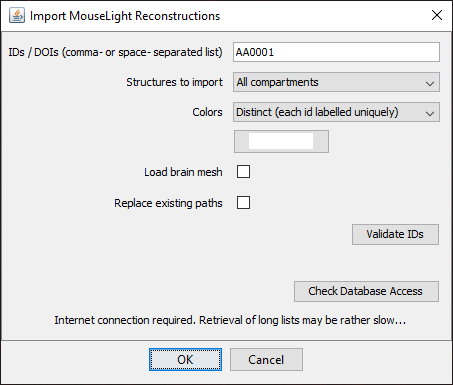 Import MouseLight Reconstructions
IDs / DOIs (comma- or space- separated list) AA0001
Structures to import All compartments
Colors Distinct (each id labelled uniquely)
Load brain mesh
Replace existing paths
Validate IDs
Check Database Access
Internet connection required. Retrieval of long lists may be rather slow...
OK Cancel